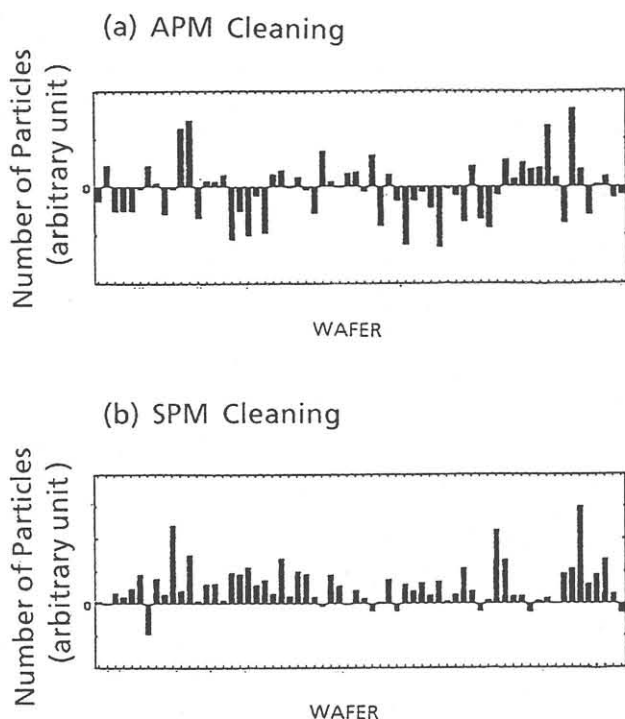 (a) APM Cleaning
Number of Particles
(arbitrary unit)
0
WAFER
(b) SPM Cleaning
Number of Particles
(arbitrary unit)
0
WAFER